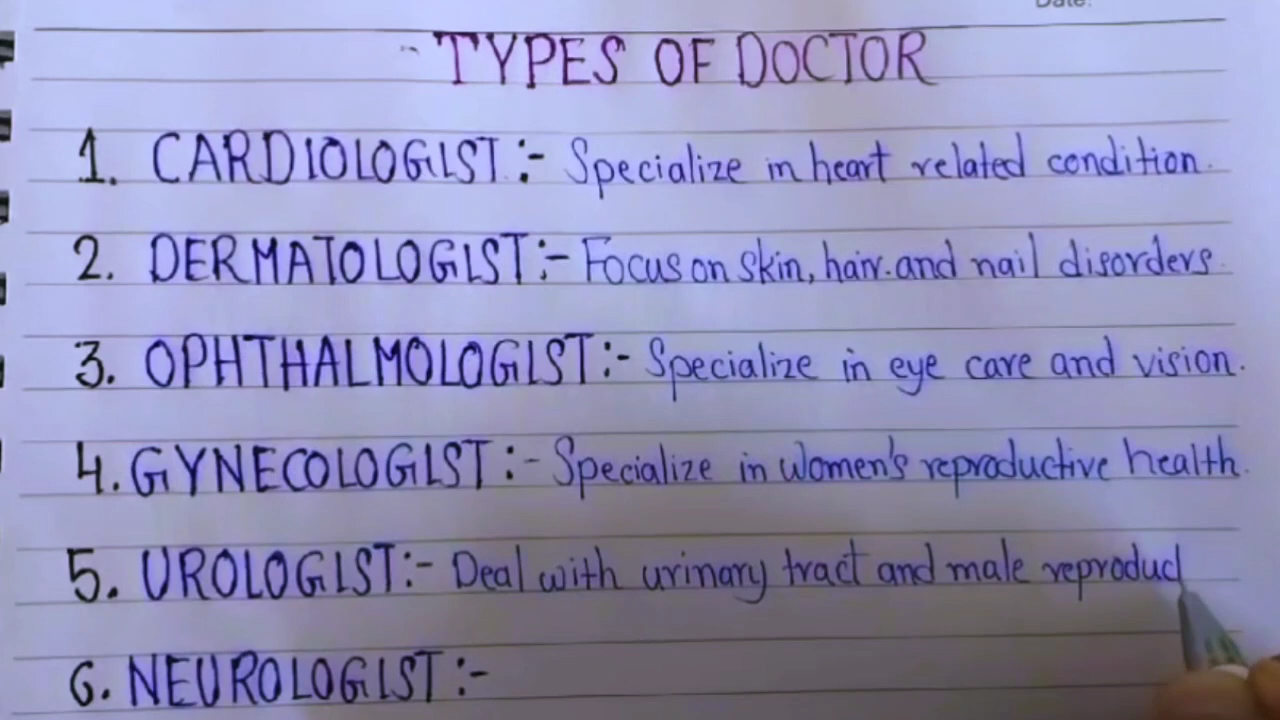 Date:
TYPES OF DOCTOR
1. CARDIOLOGIST :- Specialize in heart related condition.
2. DERMATOLOGIST :- Focus on skin, hair and nail disorders.
3. OPHTHALMOLOGIST :- Specialize in eye care and vision.
4. GYNECOLOGIST :- Specialize in women's reproductive health.
5. UROLOGIST :- Deal with urinary tract and male reproduct
6. NEUROLOGIST :-